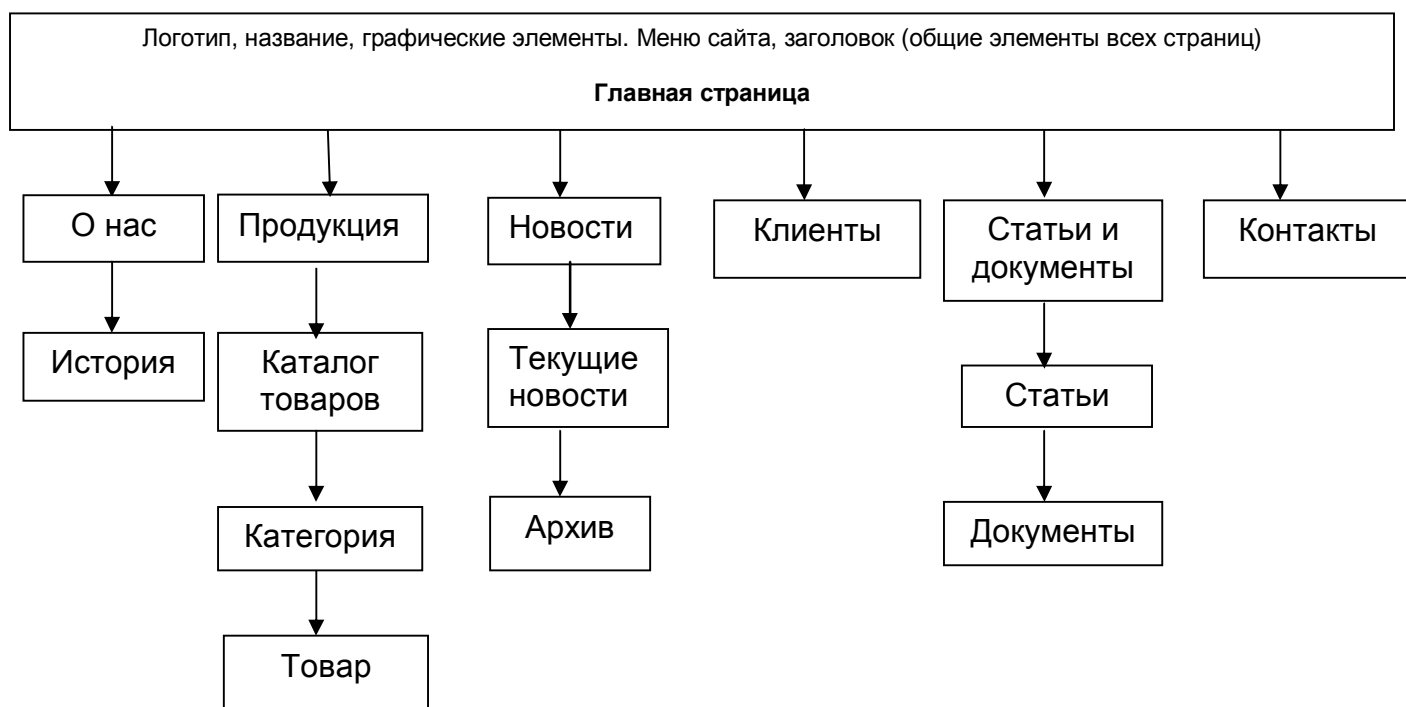 Логотип, название, графические элементы. Меню сайта, заголовок (общие элементы всех страниц)
Главная страница
О нас
Продукция
Новости
Клиенты
Статьи и
документы
Контакты
История
Каталог
товаров
Текущие
новости
Статьи
Категория
Архив
Документы
Товар